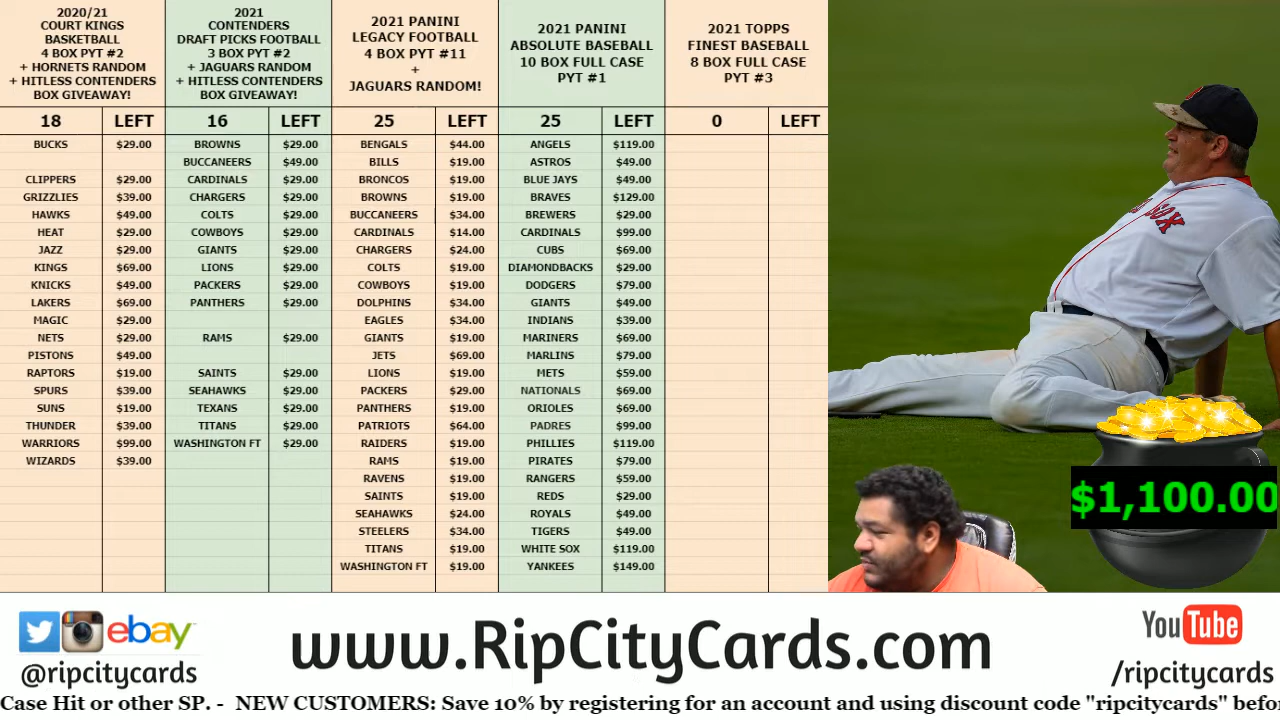 2020/21
COURT KINGS
BASKETBALL
4 BOX PYT #2
+ HORNETS RANDOM
+ HITLESS CONTENDERS
BOX GIVEAWAY!
18 LEFT
BUCKS $29.00
CLIPPERS $29.00
GRIZZLIES $39.00
HAWKS $49.00
HEAT $29.00
JAZZ $29.00
KINGS $69.00
KNICKS $49.00
LAKERS $69.00
MAGIC $29.00
NETS $29.00
PISTONS $49.00
RAPTORS $19.00
SPURS $39.00
SUNS $19.00
THUNDER $39.00
WARRIORS $99.00
WIZARDS $39.00
2021
CONTENDERS
DRAFT PICKS FOOTBALL
3 BOX PYT #2
+ JAGUARS RANDOM
+ HITLESS CONTENDERS
BOX GIVEAWAY!
16 LEFT
BROWNS $29.00
BUCCANEERS $49.00
CARDINALS $29.00
CHARGERS $29.00
COLTS $29.00
COWBOYS $29.00
GIANTS $29.00
LIONS $29.00
PACKERS $29.00
PANTHERS $29.00
RAMS $29.00
SAINTS $29.00
SEAHAWKS $29.00
TEXANS $29.00
TITANS $29.00
WASHINGTON FT $29.00
2021 PANINI
LEGACY FOOTBALL
4 BOX PYT #11
+
JAGUARS RANDOM!
25 LEFT
BENGALS $44.00
BILLS $19.00
BRONCOS $19.00
BROWNS $19.00
BUCCANEERS $34.00
CARDINALS $14.00
CHARGERS $24.00
COLTS $19.00
COWBOYS $19.00
DOLPHINS $34.00
EAGLES $34.00
GIANTS $19.00
JETS $69.00
LIONS $19.00
PACKERS $29.00
PANTHERS $19.00
PATRIOTS $64.00
RAIDERS $19.00
RAMS $19.00
RAVENS $19.00
SAINTS $19.00
SEAHAWKS $24.00
STEELERS $34.00
TITANS $19.00
WASHINGTON FT $19.00
2021 PANINI
ABSOLUTE BASEBALL
10 BOX FULL CASE
PYT #1
25 LEFT
ANGELS $119.00
ASTROS $49.00
BLUE JAYS $49.00
BRAVES $129.00
BREWERS $29.00
CARDINALS $99.00
CUBS $69.00
DIAMONDBACKS $29.00
DODGERS $79.00
GIANTS $49.00
INDIANS $39.00
MARINERS $69.00
MARLINS $79.00
METS $59.00
NATIONALS $69.00
ORIOLES $69.00
PADRES $99.00
PHILLIES $119.00
PIRATES $79.00
RANGERS $59.00
REDS $29.00
ROYALS $49.00
TIGERS $49.00
WHITE SOX $119.00
YANKEES $149.00
2021 TOPPS
FINEST BASEBALL
8 BOX FULL CASE
PYT #3
0 LEFT
SOX
$1,100.00
ebay
@ripcitycards
www.RipCityCards.com
YouTube
/ripcitycards
Case Hit or other SP. - NEW CUSTOMERS: Save 10% by registering for an account and using discount code "ripcitycards" befo